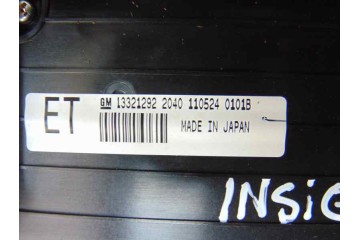 ET GM 13321292 2040 110524 0101B
MADE IN JAPAN
INSiG